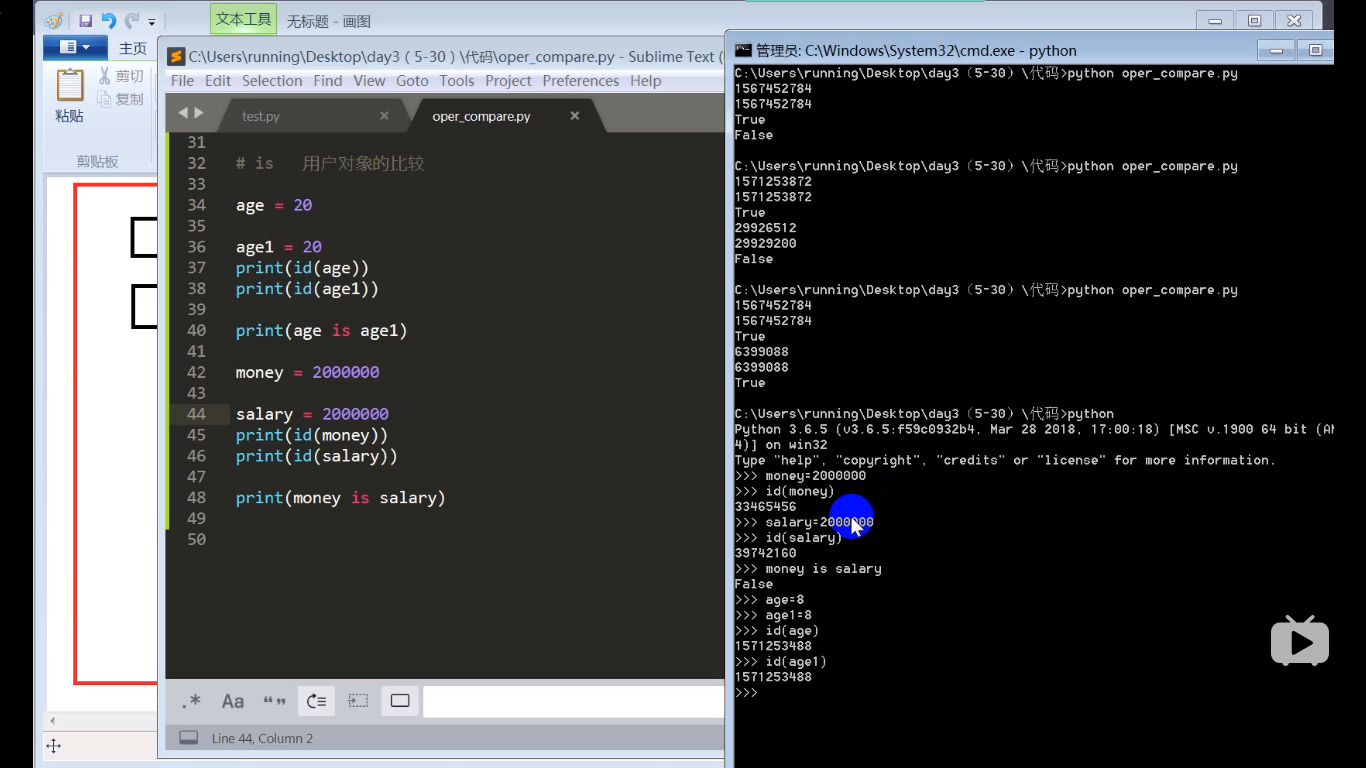 文本工具
无标题 - 画图
主页
剪切
复制
粘贴
剪贴板
C:\Users\running\Desktop\day3 ( 5-30 ) \代码\oper_compare.py - Sublime Text (
File Edit Selection Find View Goto Tools Project Preferences Help
test.py
oper_compare.py
31
32 # is 用户对象的比较
33
34 age = 20
35
36 age1 = 20
37 print(id(age))
38 print(id(age1))
39
40 print(age is age1)
41
42 money = 2000000
43
44 salary = 2000000
45 print(id(money))
46 print(id(salary))
47
48 print(money is salary)
49
50
.* Aa “”
Line 44, Column 2
管理员: C:\Windows\System32\cmd.exe - python
C:\Users\running\Desktop\day3（5-30）\代码>python oper_compare.py
1567452784
1567452784
True
False
C:\Users\running\Desktop\day3（5-30）\代码>python oper_compare.py
1571253872
1571253872
True
29926512
29929200
False
C:\Users\running\Desktop\day3（5-30）\代码>python oper_compare.py
1567452784
1567452784
True
6399088
6399088
True
C:\Users\running\Desktop\day3（5-30）\代码>python
Python 3.6.5 (v3.6.5:f59c0932b4, Mar 28 2018, 17:00:18) [MSC v.1900 64 bit (AM
4)] on win32
Type "help", "copyright", "credits" or "license" for more information.
>>> money=2000000
>>> id(money)
33465456
>>> salary=2000000
>>> id(salary)
39742160
>>> money is salary
False
>>> age=8
>>> age1=8
>>> id(age)
1571253488
>>> id(age1)
1571253488
>>>